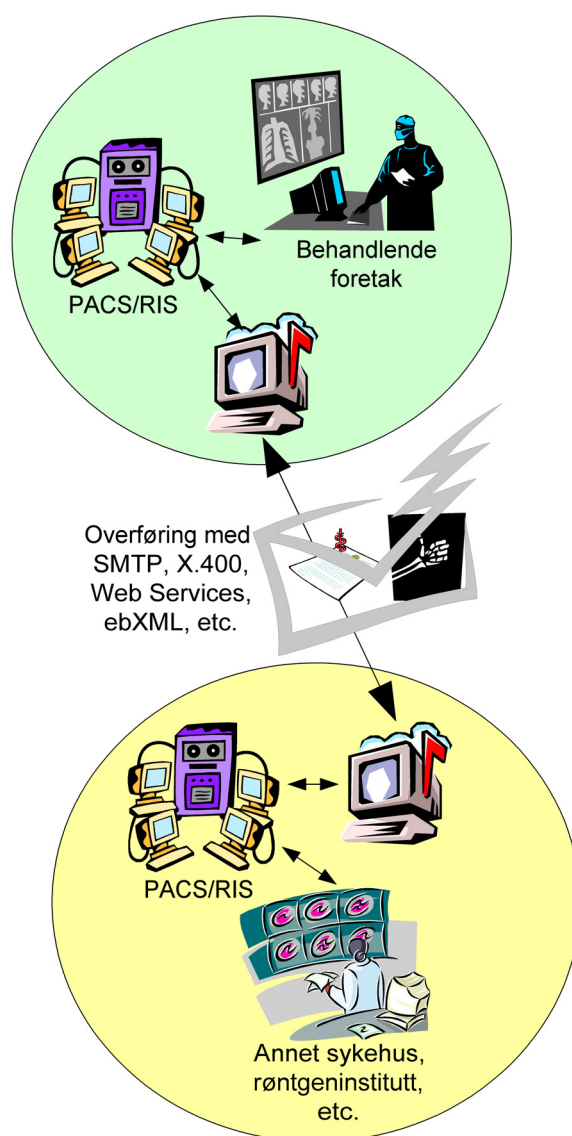 Behandlende
foretak
PACS/RIS
Overføring med
SMTP, X.400,
Web Services,
ebXML, etc.
PACS/RIS
Annet sykehus,
røntgeninstitutt,
etc.